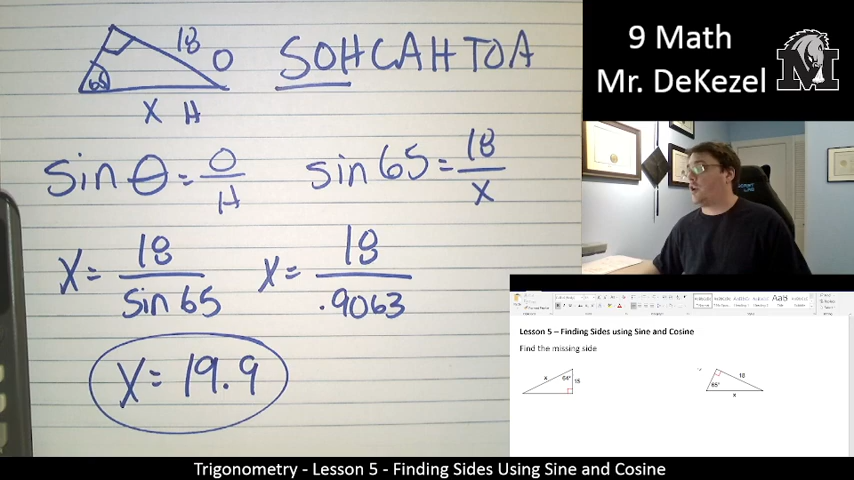 18
O
SOHCAHTOA
65
X H
sin θ = O/H
sin 65 = 18/X
X = 18/sin 65
X = 18/.9063
X = 19.9
9 Math
Mr. DeKezel
M
Lesson 5 – Finding Sides using Sine and Cosine
Find the missing side
x 64° 15
18
65°
x
Trigonometry - Lesson 5 - Finding Sides Using Sine and Cosine